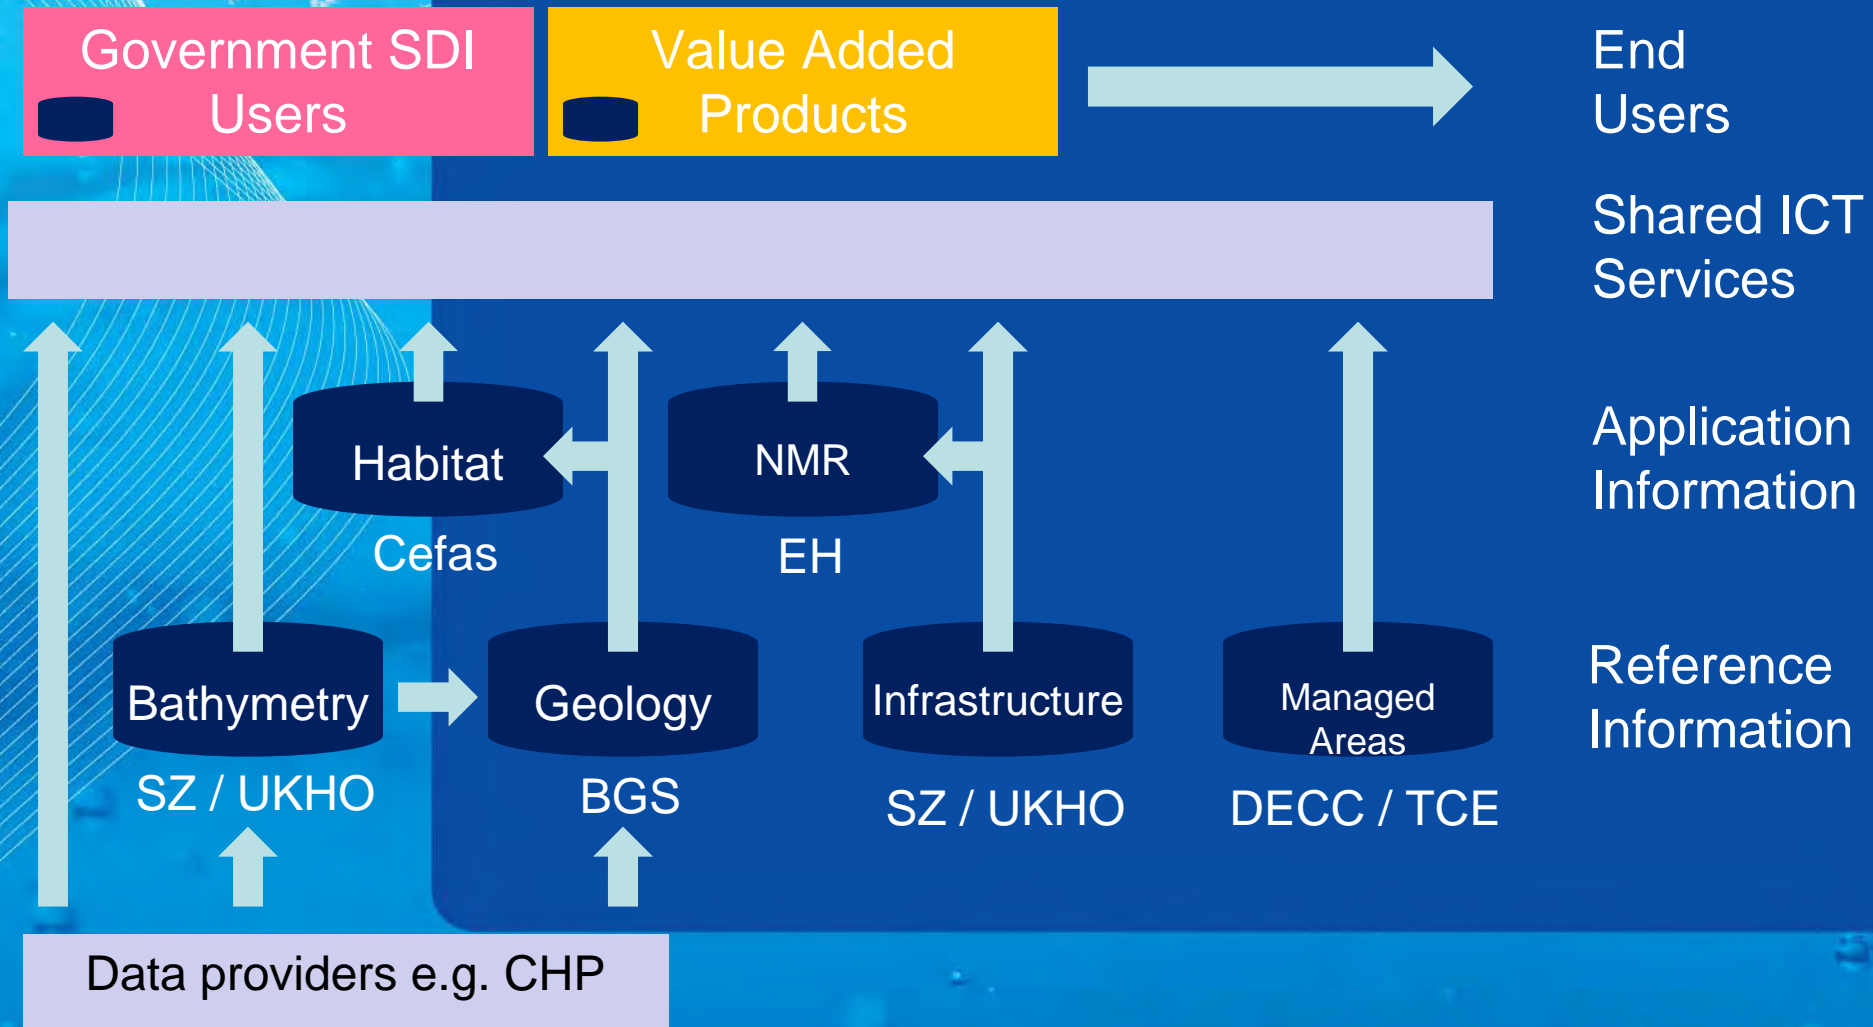 Government SDI
Users
Value Added
Products
End
Users
Shared ICT
Services
Habitat
NMR
Application
Information
Cefas
EH
Bathymetry
Geology
Infrastructure
Managed
Areas
Reference
Information
SZ / UKHO
BGS
SZ / UKHO
DECC / TCE
Data providers e.g. CHP